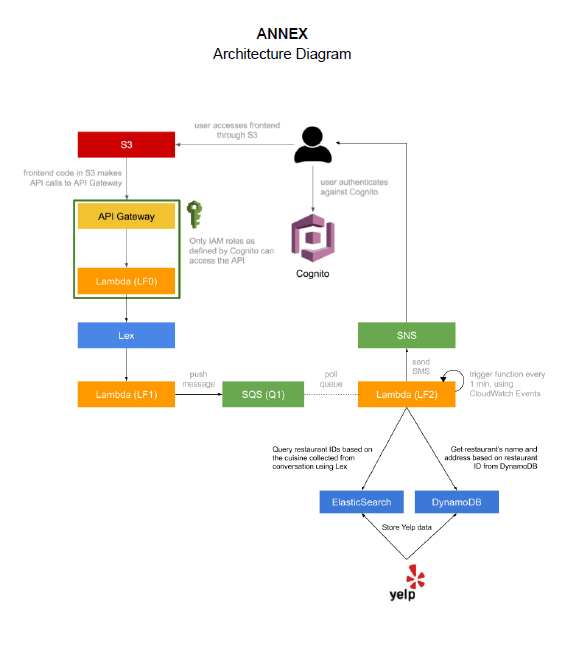 ANNEX
Architecture Diagram
user accesses frontend
through S3
S3
frontend code in S3 makes
API calls to API Gateway
user authenticates
against Cognito
API Gateway
Only IAM roles as
defined by Cognito can
access the API
Cognito
Lambda (LF0)
Lex
SNS
push
message
poll
queue
send
SMS
trigger function every
1 min. using
CloudWatch Events
Lambda (LF1)
SQS (Q1)
Lambda (LF2)
Query restaurant IDs based on
the cuisine collected from
conversation using Lex
Get restaurant's name and
address based on restaurant
ID from DynamoDB
ElasticSearch
DynamoDB
Store Yelp data
yelp